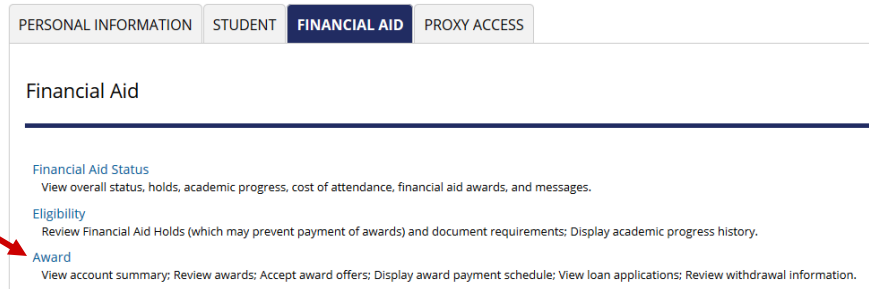 PERSONAL INFORMATION STUDENT FINANCIAL AID PROXY ACCESS
Financial Aid
Financial Aid Status
View overall status, holds, academic progress, cost of attendance, financial aid awards, and messages.
Eligibility
Review Financial Aid Holds (which may prevent payment of awards) and document requirements; Display academic progress history.
Award
View account summary; Review awards; Accept award offers; Display award payment schedule; View loan applications; Review withdrawal information.